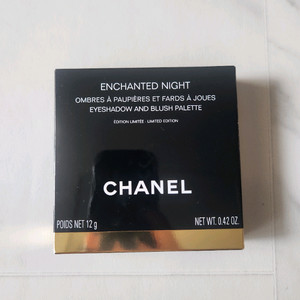 ENCHANTED NIGHT
OMBRES À PAUPIÈRES ET FARDS À JOUES
EYESHADOW AND BLUSH PALETTE
ÉDITION LIMITÉE - LIMITED EDITION
CHANEL
POIDS NET 12 g NET WT. 0.42 OZ.